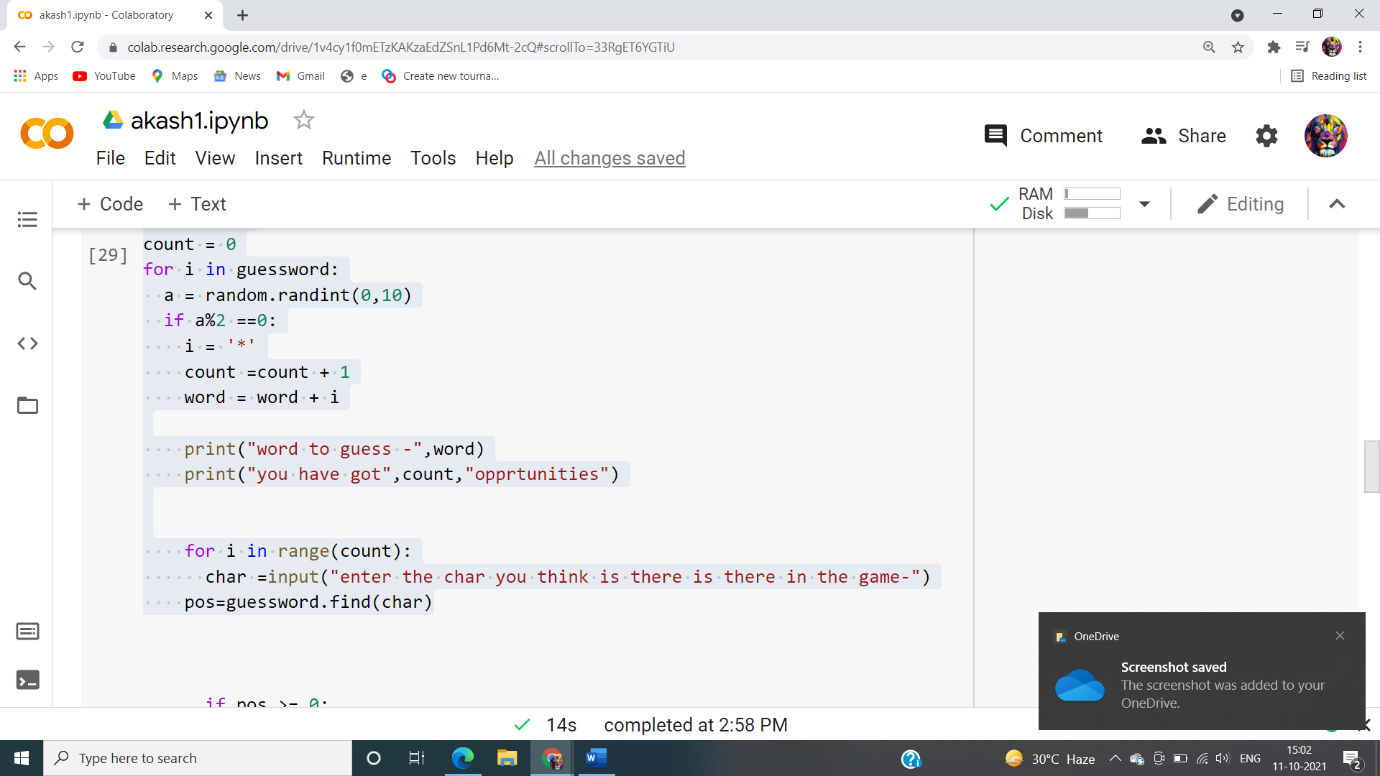 akash1.ipynb - Colaboratory
colab.research.google.com/drive/1v4cy1f0mETzKAKzaEdZSnL1Pd6Mt-2cQ#scrollTo=33RgET6YGTiU
Apps YouTube Maps News Gmail e Create new tourna... Reading list
akash1.ipynb
Comment Share
File Edit View Insert Runtime Tools Help All changes saved
+ Code + Text
RAM
Disk
Editing
[29]
count = 0
for i in guessword:
a = random.randint(0,10)
if a%2 ==0:
i = '*'
count =count + 1
word = word + i
print("word to guess -",word)
print("you have got",count,"opprtunities")
for i in range(count):
char =input("enter the char you think is there is there in the game-")
pos=guessword.find(char)
if pos >= 0:
OneDrive
Screenshot saved
The screenshot was added to your
OneDrive.
14s completed at 2:58 PM
Type here to search
30°C Haze
ENG
15:02
11-10-2021
2